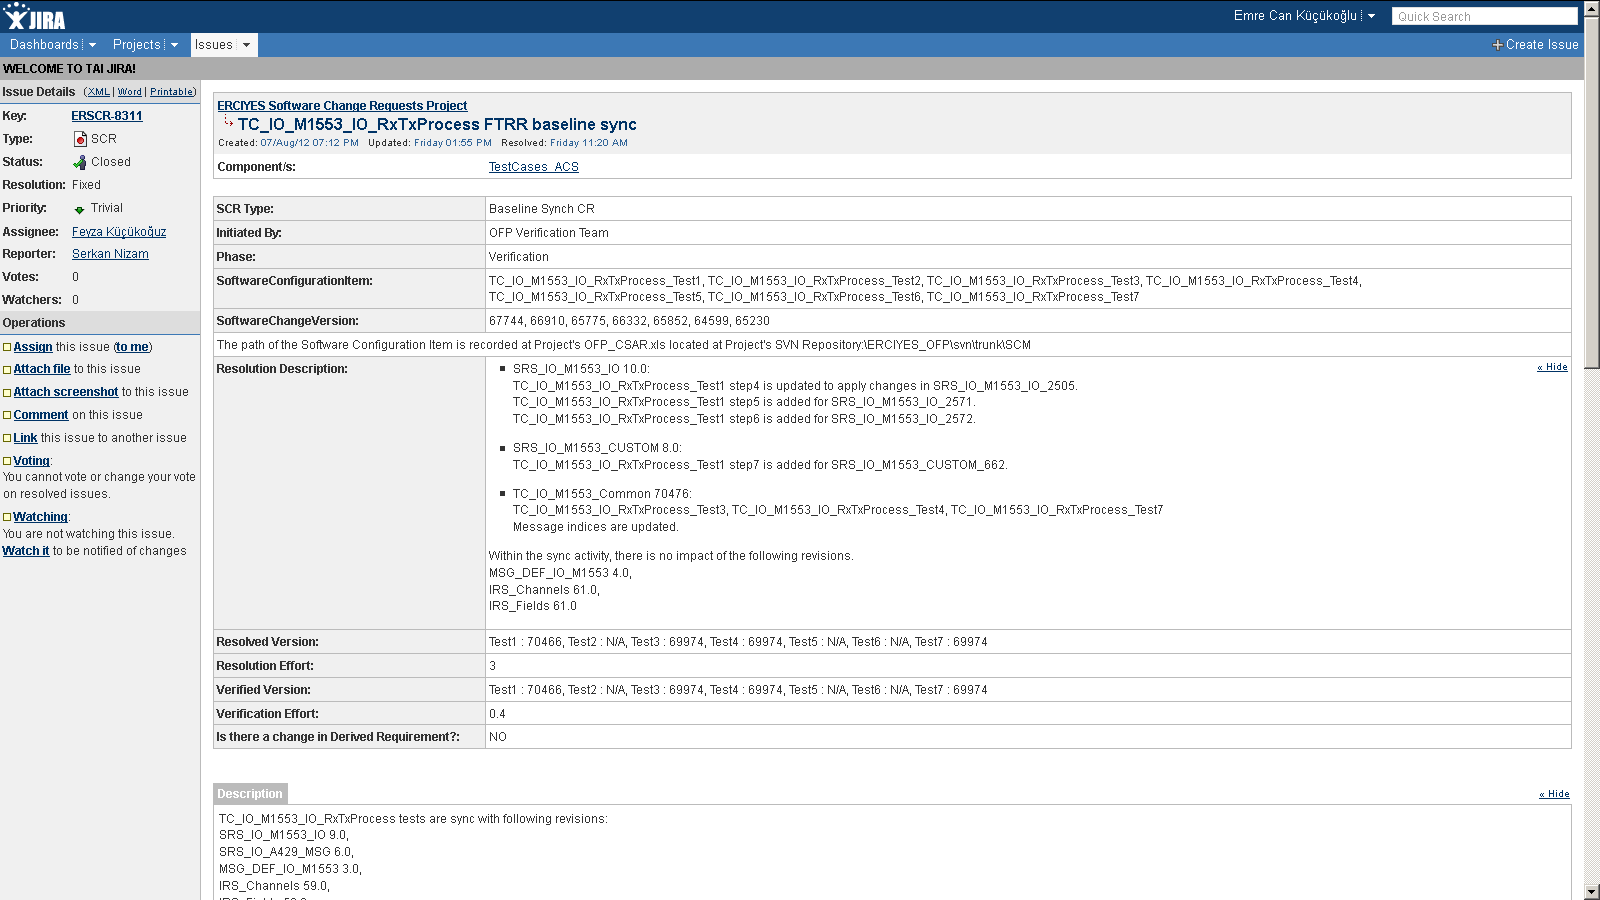 JIRA
Emre Can Küçükoğlu
Quick Search
Dashboards
Projects
Issues
Create Issue
WELCOME TO TAI JIRA!
Issue Details (XML | Word | Printable)
Key: ERSCR-8311
Type: SCR
Status: Closed
Resolution: Fixed
Priority: Trivial
Assignee: Feyza Küçükoğuz
Reporter: Serkan Nizam
Votes: 0
Watchers: 0
Operations
Assign this issue (to me)
Attach file to this issue
Attach screenshot to this issue
Comment on this issue
Link this issue to another issue
Voting:
You cannot vote or change your vote
on resolved issues.
Watching:
You are not watching this issue.
Watch it to be notified of changes
ERCIYES Software Change Requests Project
TC_IO_M1553_IO_RxTxProcess FTRR baseline sync
Created: 07/Aug/12 07:12 PM Updated: Friday 01:55 PM Resolved: Friday 11:20 AM
Component/s: TestCases_ACS
SCR Type: Baseline Synch CR
Initiated By: OFP Verification Team
Phase: Verification
SoftwareConfigurationItem: TC_IO_M1553_IO_RxTxProcess_Test1, TC_IO_M1553_IO_RxTxProcess_Test2, TC_IO_M1553_IO_RxTxProcess_Test3, TC_IO_M1553_IO_RxTxProcess_Test4,
TC_IO_M1553_IO_RxTxProcess_Test5, TC_IO_M1553_IO_RxTxProcess_Test6, TC_IO_M1553_IO_RxTxProcess_Test7
SoftwareChangeVersion: 67744, 66910, 65775, 66332, 65852, 64599, 65230
The path of the Software Configuration Item is recorded at Project's OFP_CSAR.xls located at Project's SVN Repository:\ERCIYES_OFP\svn\trunk\SCM
Resolution Description:
« Hide
▪ SRS_IO_M1553_IO 10.0:
TC_IO_M1553_IO_RxTxProcess_Test1 step4 is updated to apply changes in SRS_IO_M1553_IO_2505.
TC_IO_M1553_IO_RxTxProcess_Test1 step5 is added for SRS_IO_M1553_IO_2571.
TC_IO_M1553_IO_RxTxProcess_Test1 step6 is added for SRS_IO_M1553_IO_2572.
▪ SRS_IO_M1553_CUSTOM 8.0:
TC_IO_M1553_IO_RxTxProcess_Test1 step7 is added for SRS_IO_M1553_CUSTOM_662.
▪ TC_IO_M1553_Common 70476:
TC_IO_M1553_IO_RxTxProcess_Test3, TC_IO_M1553_IO_RxTxProcess_Test4, TC_IO_M1553_IO_RxTxProcess_Test7
Message indices are updated.
Within the sync activity, there is no impact of the following revisions.
MSG_DEF_IO_M1553 4.0,
IRS_Channels 61.0,
IRS_Fields 61.0
Resolved Version: Test1 : 70466, Test2 : N/A, Test3 : 69974, Test4 : 69974, Test5 : N/A, Test6 : N/A, Test7 : 69974
Resolution Effort: 3
Verified Version: Test1 : 70466, Test2 : N/A, Test3 : 69974, Test4 : 69974, Test5 : N/A, Test6 : N/A, Test7 : 69974
Verification Effort: 0.4
Is there a change in Derived Requirement?: NO
Description
« Hide
TC_IO_M1553_IO_RxTxProcess tests are sync with following revisions:
SRS_IO_M1553_IO 9.0,
SRS_IO_A429_MSG 6.0,
MSG_DEF_IO_M1553 3.0,
IRS_Channels 59.0,